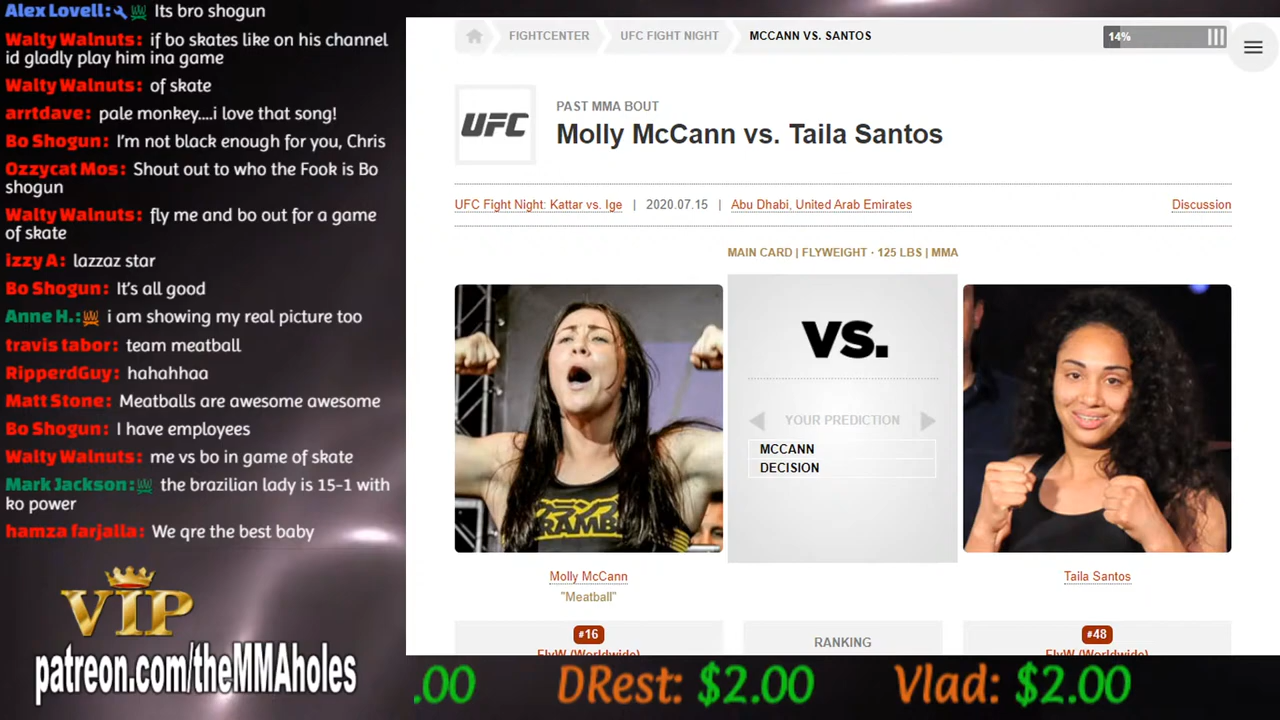 Alex Lovell: Its bro shogun
Walty Walnuts: if bo skates like on his channel
id gladly play him ina game
Walty Walnuts: of skate
arrtdave: pale monkey....i love that song!
Bo Shogun: I'm not black enough for you, Chris
Ozzycat Mos: Shout out to who the Fook is Bo
shogun
Walty Walnuts: fly me and bo out for a game
of skate
izzy A: lazzaz star
Bo Shogun: It's all good
Anne H.: i am showing my real picture too
travis tabor: team meatball
RipperdGuy: hahahhaa
Matt Stone: Meatballs are awesome awesome
Bo Shogun: I have employees
Walty Walnuts: me vs bo in game of skate
Mark Jackson: the brazilian lady is 15-1 with
ko power
hamza farjalla: We qre the best baby
VIP
patreon.com/theMMAholes
FIGHTCENTER
UFC FIGHT NIGHT
MCCANN VS. SANTOS
14%
UFC
PAST MMA BOUT
Molly McCann vs. Taila Santos
UFC Fight Night: Kattar vs. Ige | 2020.07.15 | Abu Dhabi, United Arab Emirates
Discussion
MAIN CARD | FLYWEIGHT · 125 LBS | MMA
VS.
YOUR PREDICTION
MCCANN
DECISION
RAMB
Molly McCann
"Meatball"
Taila Santos
#16
FlyW (Worldwide)
RANKING
#48
FlyW (Worldwide)
.00 DRest: $2.00 Vlad: $2.00